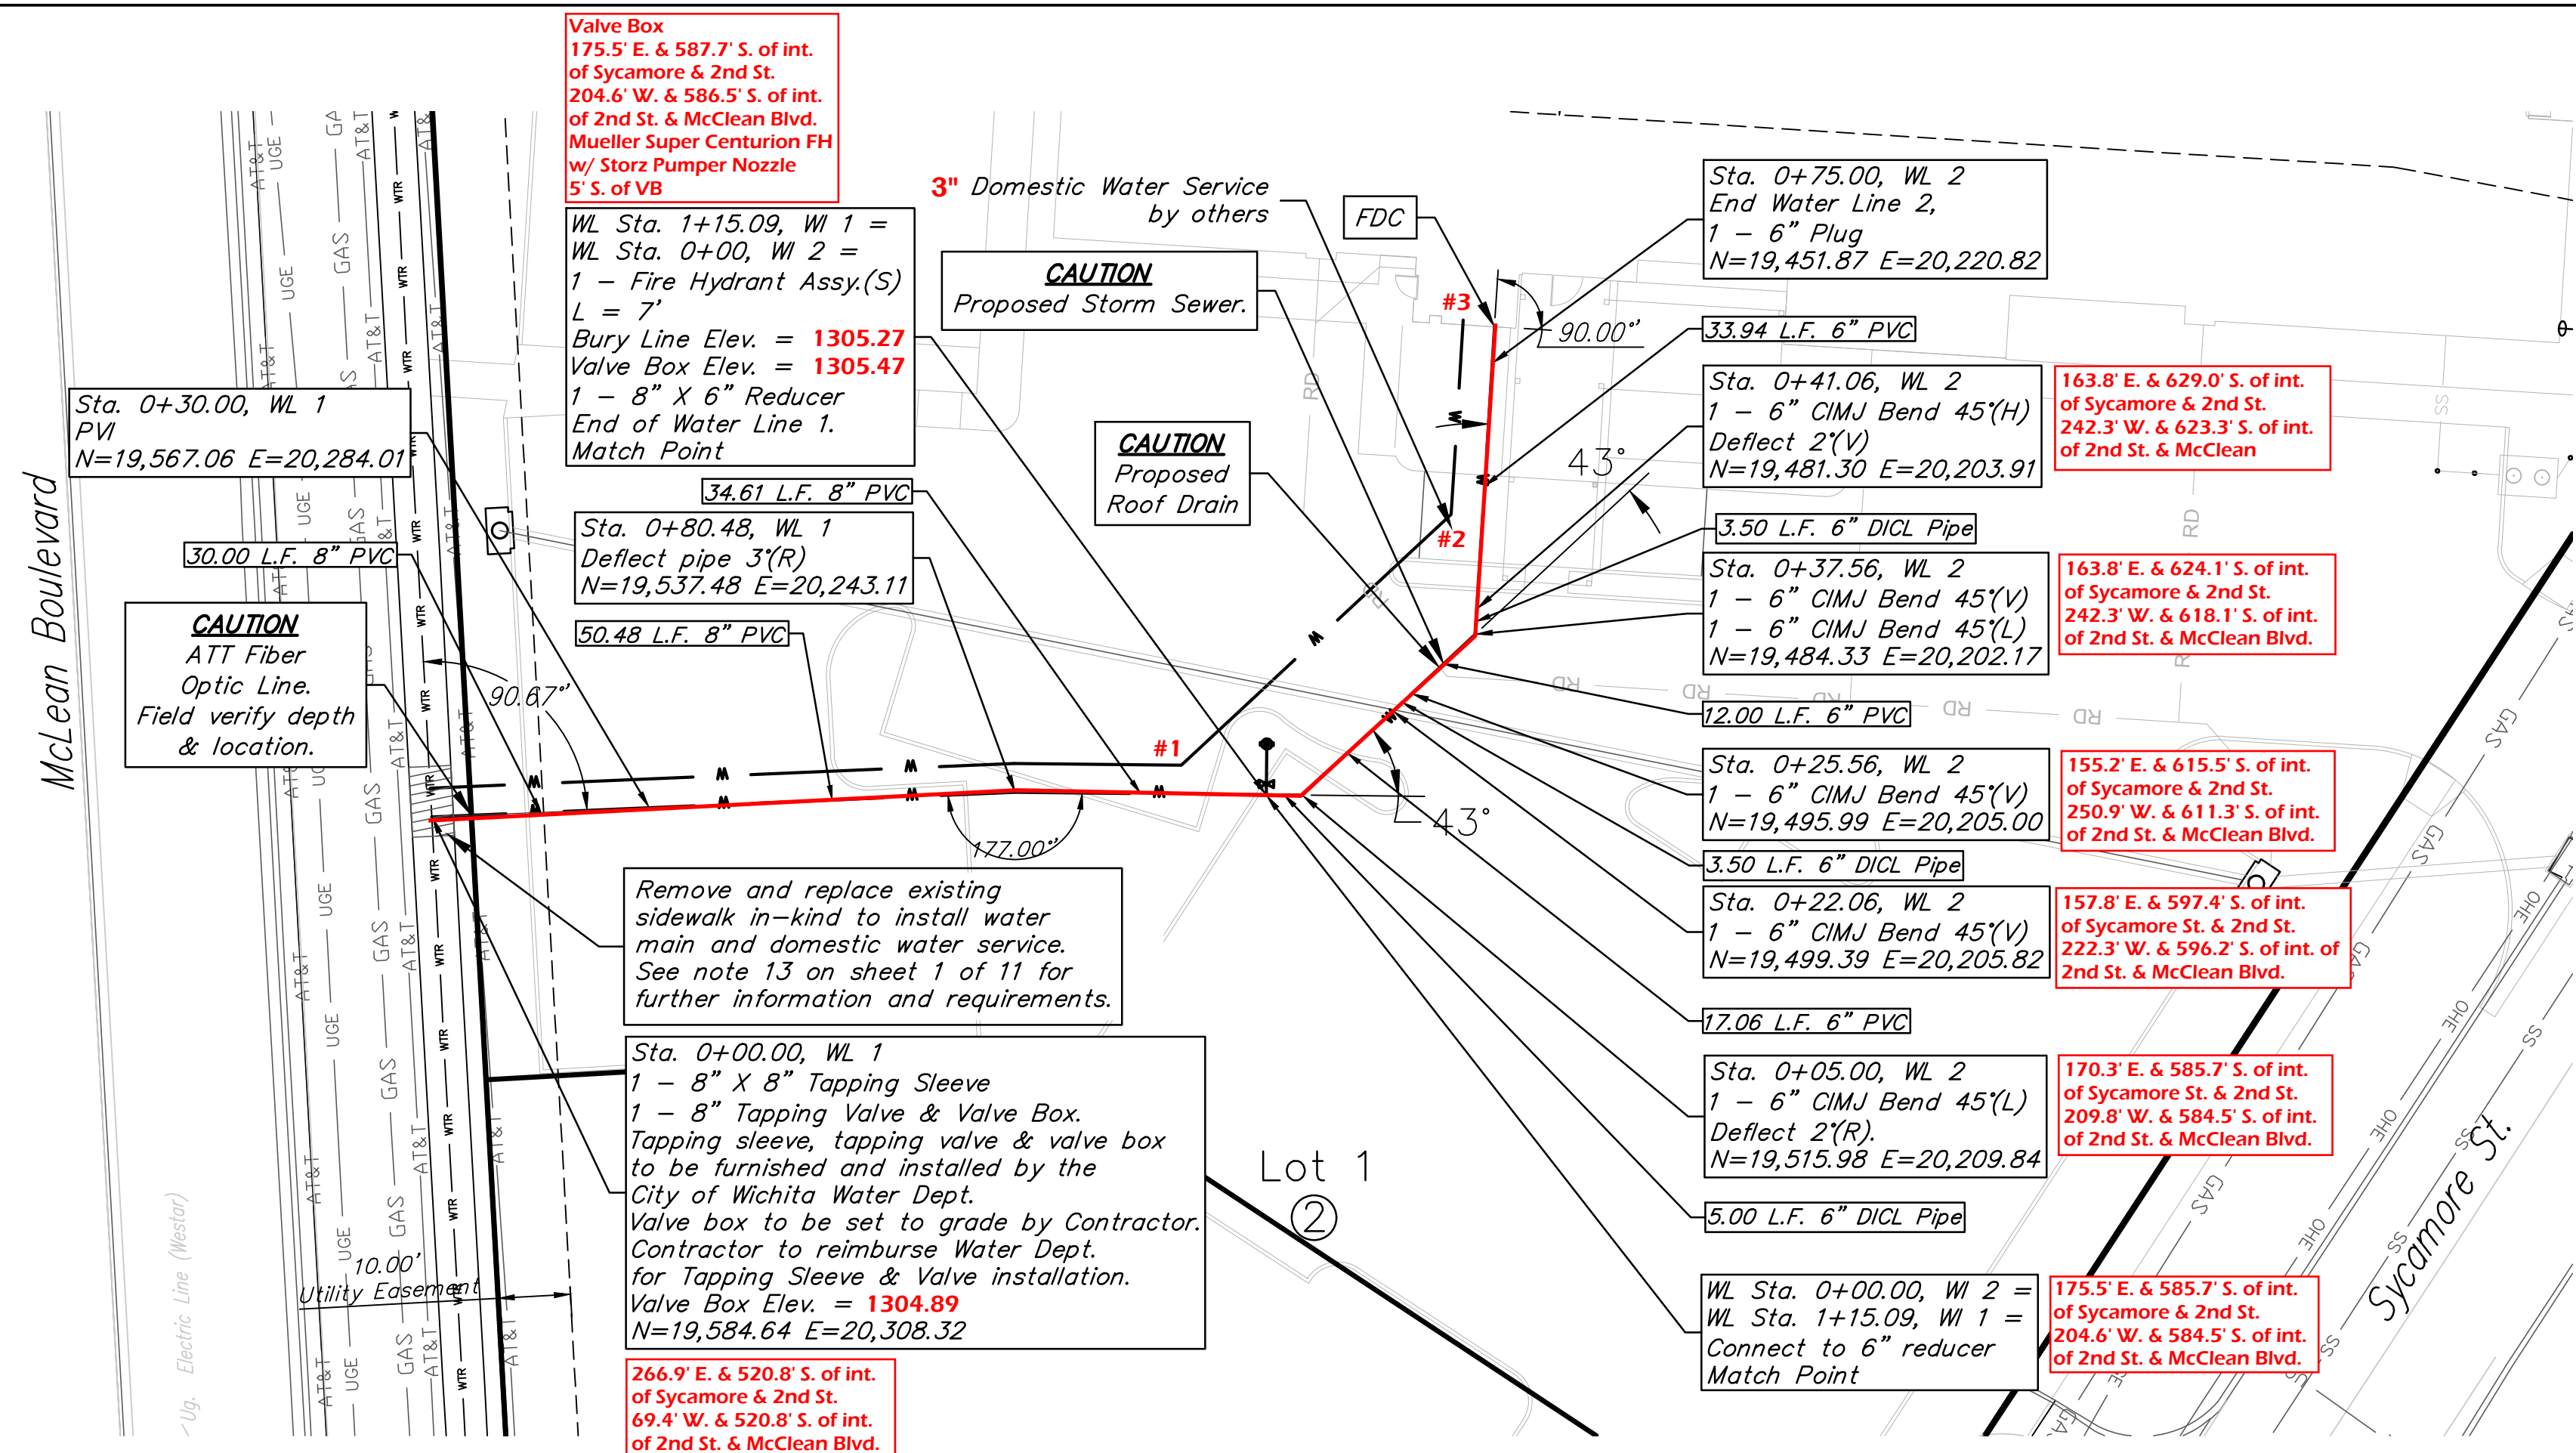 Valve Box
175.5' E. & 587.7' S. of int.
of Sycamore & 2nd St.
204.6' W. & 586.5' S. of int.
of 2nd St. & McClean Blvd.
Mueller Super Centurion FH
w/ Storz Pumper Nozzle
5' S. of VB
WL Sta. 1+15.09, Wl 1 =
WL Sta. 0+00, Wl 2 =
1 - Fire Hydrant Assy.(S)
L = 7'
Bury Line Elev. = 1305.27
Valve Box Elev. = 1305.47
1 - 8" X 6" Reducer
End of Water Line 1.
Match Point
3" Domestic Water Service
by others
FDC
CAUTION
Proposed Storm Sewer.
CAUTION
Proposed
Roof Drain
Sta. 0+75.00, WL 2
End Water Line 2,
1 - 6" Plug
N=19,451.87 E=20,220.82
33.94 L.F. 6" PVC
Sta. 0+41.06, WL 2
1 - 6" CIMJ Bend 45°(H)
Deflect 2°(V)
N=19,481.30 E=20,203.91
163.8' E. & 629.0' S. of int.
of Sycamore & 2nd St.
242.3' W. & 623.3' S. of int.
of 2nd St. & McClean
3.50 L.F. 6" DICL Pipe
Sta. 0+37.56, WL 2
1 - 6" CIMJ Bend 45°(V)
1 - 6" CIMJ Bend 45°(L)
N=19,484.33 E=20,202.17
163.8' E. & 624.1' S. of int.
of Sycamore & 2nd St.
242.3' W. & 618.1' S. of int.
of 2nd St. & McClean Blvd.
12.00 L.F. 6" PVC
Sta. 0+25.56, WL 2
1 - 6" CIMJ Bend 45°(V)
N=19,495.99 E=20,205.00
155.2' E. & 615.5' S. of int.
of Sycamore & 2nd St.
250.9' W. & 611.3' S. of int.
of 2nd St. & McClean Blvd.
3.50 L.F. 6" DICL Pipe
Sta. 0+22.06, WL 2
1 - 6" CIMJ Bend 45°(V)
N=19,499.39 E=20,205.82
157.8' E. & 597.4' S. of int.
of Sycamore St. & 2nd St.
222.3' W. & 596.2' S. of int. of
2nd St. & McClean Blvd.
17.06 L.F. 6" PVC
Sta. 0+05.00, WL 2
1 - 6" CIMJ Bend 45°(L)
Deflect 2°(R).
N=19,515.98 E=20,209.84
170.3' E. & 585.7' S. of int.
of Sycamore St. & 2nd St.
209.8' W. & 584.5' S. of int.
of 2nd St. & McClean Blvd.
5.00 L.F. 6" DICL Pipe
WL Sta. 0+00.00, Wl 2 =
WL Sta. 1+15.09, Wl 1 =
Connect to 6" reducer
Match Point
175.5' E. & 585.7' S. of int.
of Sycamore & 2nd St.
204.6' W. & 584.5' S. of int.
of 2nd St. & McClean Blvd.
Sta. 0+30.00, WL 1
PVI
N=19,567.06 E=20,284.01
34.61 L.F. 8" PVC
Sta. 0+80.48, WL 1
Deflect pipe 3°(R)
N=19,537.48 E=20,243.11
30.00 L.F. 8" PVC
50.48 L.F. 8" PVC
CAUTION
ATT Fiber
Optic Line.
Field verify depth
& location.
Remove and replace existing
sidewalk in-kind to install water
main and domestic water service.
See note 13 on sheet 1 of 11 for
further information and requirements.
Sta. 0+00.00, WL 1
1 - 8" X 8" Tapping Sleeve
1 - 8" Tapping Valve & Valve Box.
Tapping sleeve, tapping valve & valve box
to be furnished and installed by the
City of Wichita Water Dept.
Valve box to be set to grade by Contractor.
Contractor to reimburse Water Dept.
for Tapping Sleeve & Valve installation.
Valve Box Elev. = 1304.89
N=19,584.64 E=20,308.32
266.9' E. & 520.8' S. of int.
of Sycamore & 2nd St.
69.4' W. & 520.8' S. of int.
of 2nd St. & McClean Blvd.
McLean Boulevard
Sycamore St.
Lot 1
2
10.00'
Utility Easement
Ug. Electric Line (Westar)
#1
#2
#3
90.67°'
177.00°'
90.00°'
43°
43°
AT&T
UGE
GAS
WTR
RD
SS
OHE
W